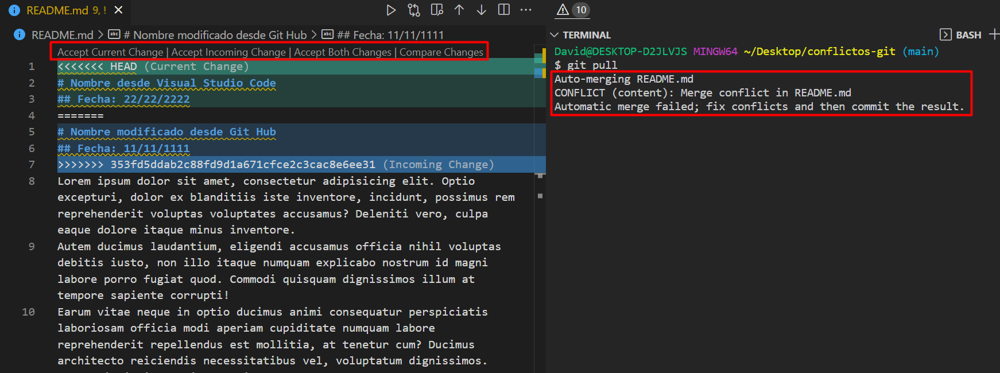 README.md 9, !
10
README.md > # Nombre modificado desde Git Hub > ## Fecha: 11/11/1111
Accept Current Change | Accept Incoming Change | Accept Both Changes | Compare Changes
1 <<<<<<< HEAD (Current Change)
2 # Nombre desde Visual Studio Code
3 ## Fecha: 22/22/2222
4 =======
5 # Nombre modificado desde Git Hub
6 ## Fecha: 11/11/1111
7 >>>>>>> 353fd5ddab2c88fd9d1a671cfce2c3cac8e6ee31 (Incoming Change)
8 Lorem ipsum dolor sit amet, consectetur adipisicing elit. Optio
excepturi, dolor ex blanditiis iste inventore, incidunt, possimus rem
reprehenderit voluptas voluptates accusamus? Deleniti vero, culpa
eaque dolore itaque minus inventore.
9 Autem ducimus laudantium, eligendi accusamus officia nihil voluptas
debitis iusto, non illo itaque numquam explicabo nostrum id magni
labore porro fugiat quod. Commodi quisquam dignissimos illum at
tempore sapiente corrupti!
10 Earum vitae neque in optio ducimus animi consequatur perspiciatis
laboriosam officia modi aperiam cupiditate numquam labore
reprehenderit repellendus est mollitia, at tenetur cum? Ducimus
architecto reiciendis necessitatibus vel, voluptatum dignissimos.
TERMINAL
BASH
David@DESKTOP-D2JLVJS MINGW64 ~/Desktop/conflictos-git (main)
$ git pull
Auto-merging README.md
CONFLICT (content): Merge conflict in README.md
Automatic merge failed; fix conflicts and then commit the result.